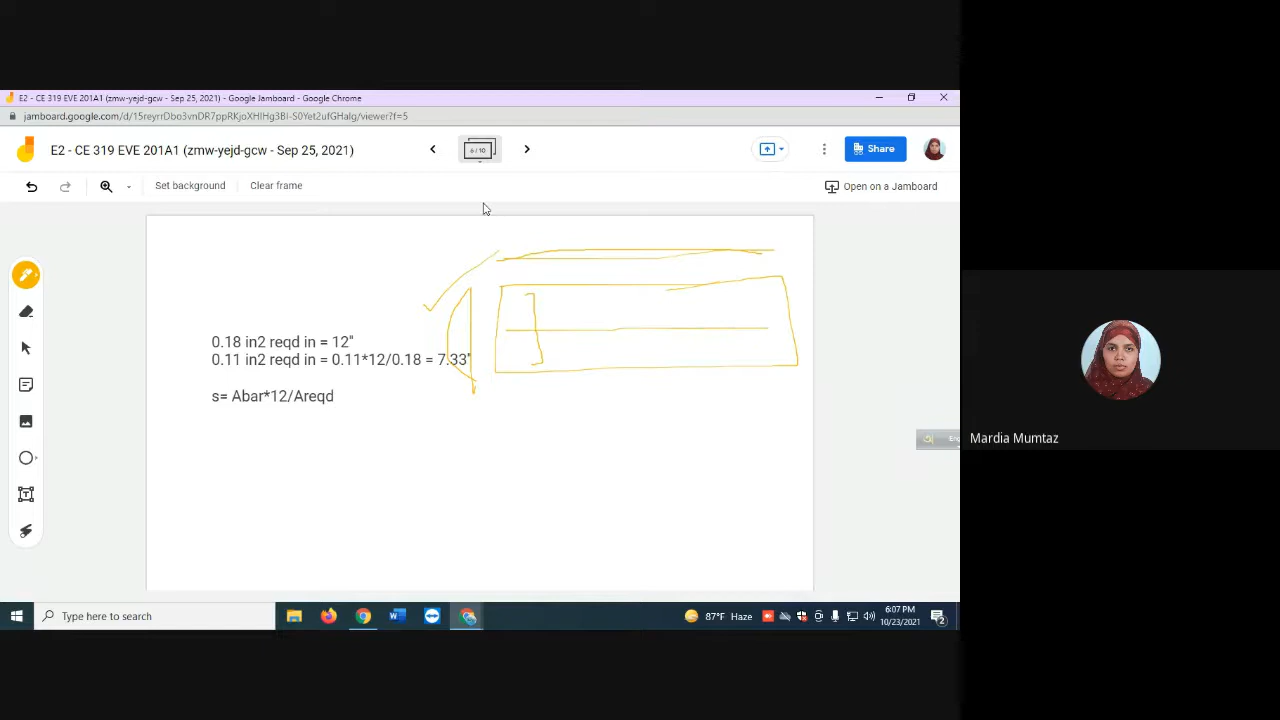 E2 - CE 319 EVE 201A1 (zmw-yejd-gcw - Sep 25, 2021) - Google Jamboard - Google Chrome
E2 - CE 319 EVE 201A1 (zmw-yejd-gcw - Sep 25, 2021)
6 / 10
Share
Set background
Clear frame
Open on a Jamboard
0.18 in2 reqd in = 12"
0.11 in2 reqd in = 0.11*12/0.18 = 7.33"
s= Abar*12/Areqd
Mardia Mumtaz
Type here to search
87°F Haze
6:07 PM
10/23/2021
2